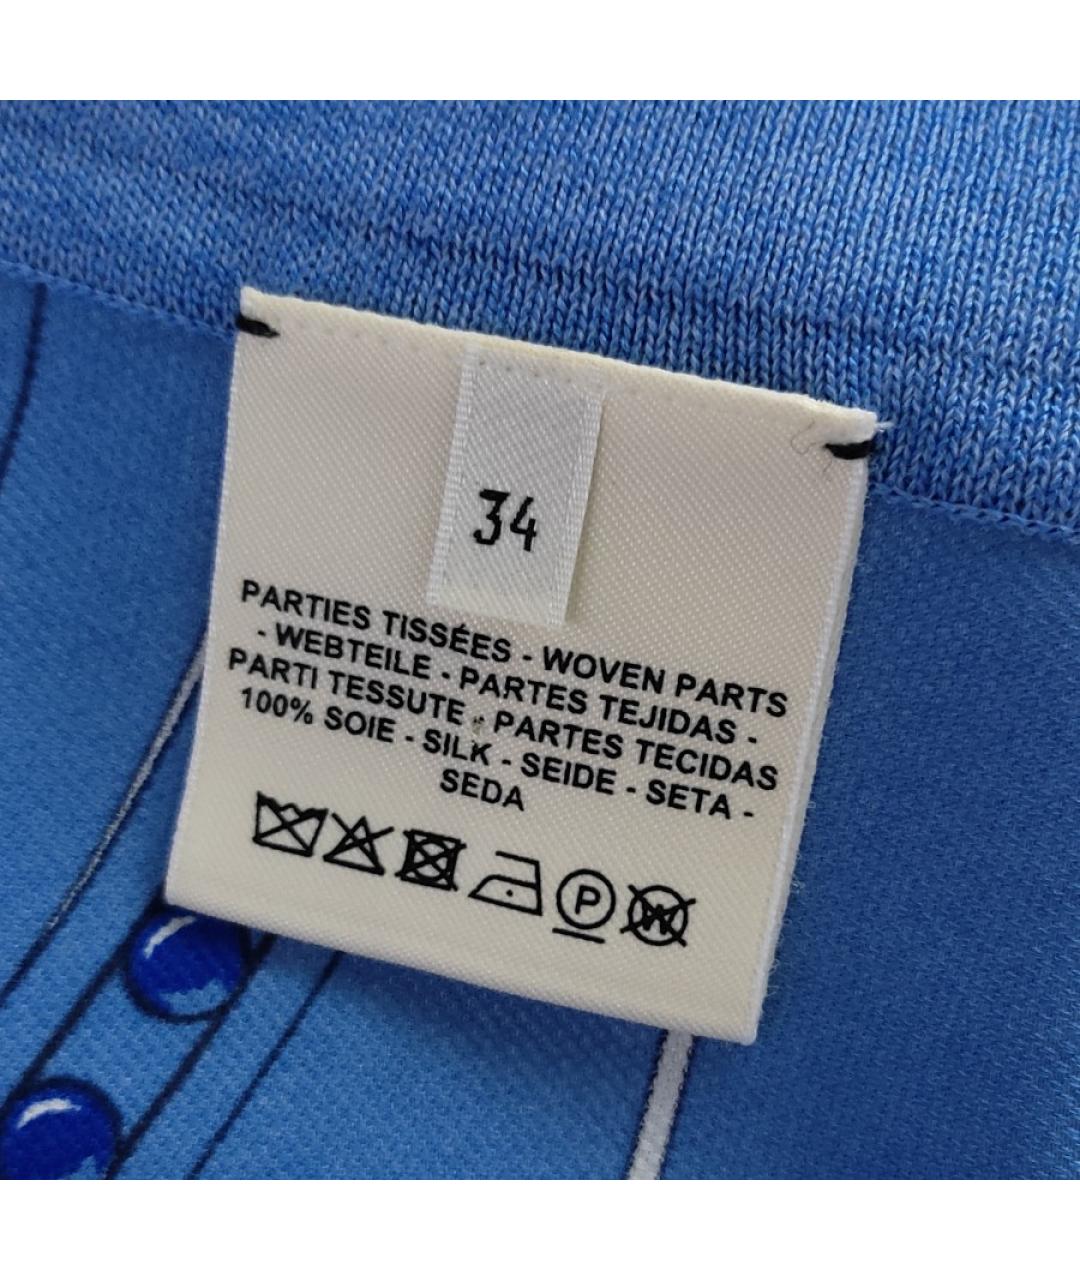 34
PARTIES TISSÉES - WOVEN PARTS
- WEBTEILE - PARTES TEJIDAS -
PARTI TESSUTE - PARTES TECIDAS
100% SOIE - SILK - SEIDE - SETA -
SEDA
P
W